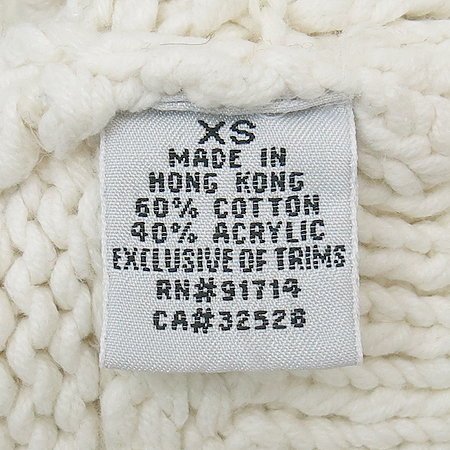 XS
MADE IN
HONG KONG
60% COTTON
40% ACRYLIC
EXCLUSIVE OF TRIMS
RN#91714
CA#32528